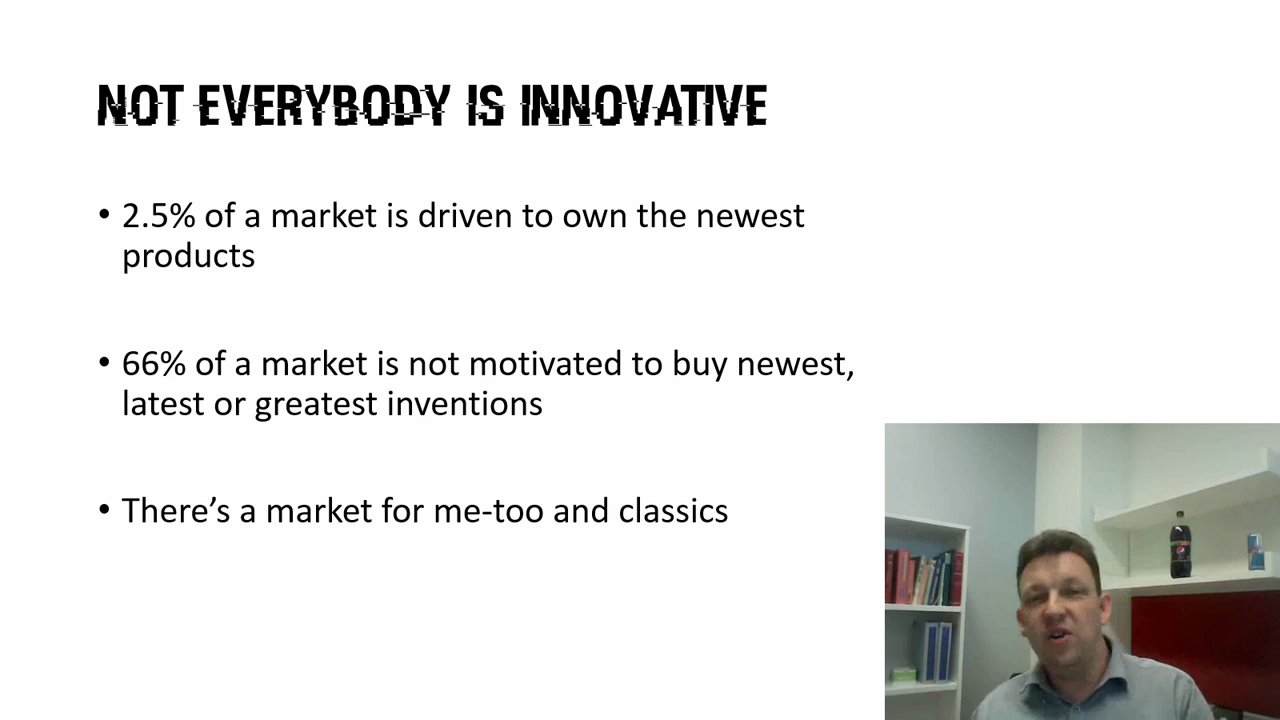 NOT EVERYBODY IS INNOVATIVE
• 2.5% of a market is driven to own the newest
products
• 66% of a market is not motivated to buy newest,
latest or greatest inventions
• There’s a market for me-too and classics